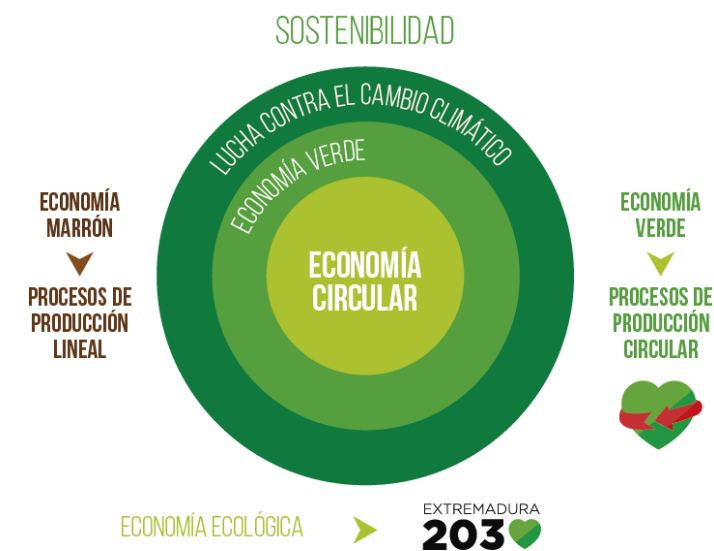 SOSTENIBILIDAD
LUCHA CONTRA EL CAMBIO CLIMÁTICO
ECONOMÍA VERDE
ECONOMÍA
CIRCULAR
ECONOMÍA
MARRÓN
PROCESOS DE
PRODUCCIÓN
LINEAL
ECONOMÍA
VERDE
PROCESOS DE
PRODUCCIÓN
CIRCULAR
ECONOMÍA ECOLÓGICA
EXTREMADURA
203